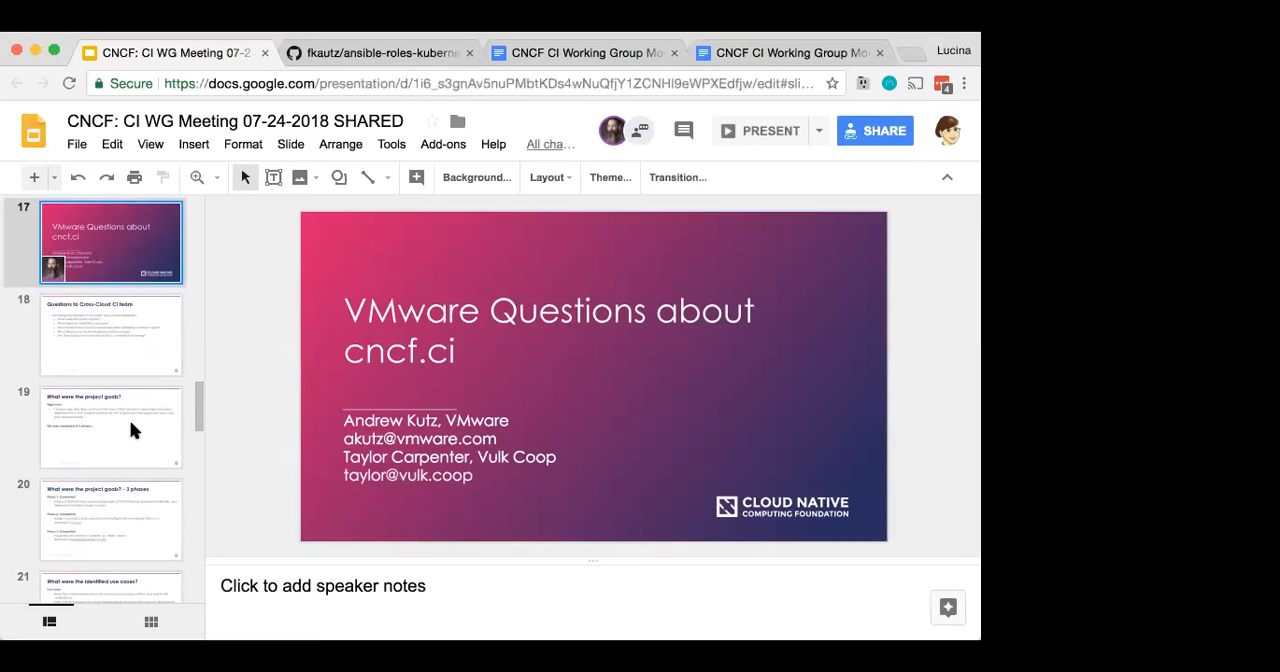 CNCF: CI WG Meeting 07-2
fkautz/ansible-roles-kuberne
CNCF CI Working Group Mo
CNCF CI Working Group Mo
Lucina
Secure
https://docs.google.com/presentation/d/1i6_s3gnAv5nuPMbtKDs4wNuQfjY1ZCNHl9eWPXEdfjw/edit#sli
4
CNCF: CI WG Meeting 07-24-2018 SHARED
File Edit View Insert Format Slide Arrange Tools Add-ons Help All cha...
PRESENT
SHARE
Background... Layout Theme... Transition...
17
VMware Questions about
cncf.ci
CLOUD NATIVE
18
Questions to Cross-Cloud CI team
19
What were the project goals?
20
What were the project goals? - 3 phases
21
What were the identified use cases?
VMware Questions about
cncf.ci
Andrew Kutz, VMware
akutz@vmware.com
Taylor Carpenter, Vulk Coop
taylor@vulk.coop
CLOUD NATIVE
COMPUTING FOUNDATION
Click to add speaker notes